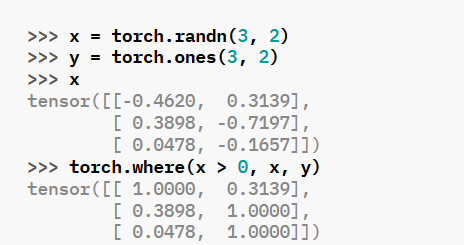 >>> x = torch.randn(3, 2)
>>> y = torch.ones(3, 2)
>>> x
tensor([[-0.4620,  0.3139],
        [ 0.3898, -0.7197],
        [ 0.0478, -0.1657]])
>>> torch.where(x > 0, x, y)
tensor([[ 1.0000,  0.3139],
        [ 0.3898,  1.0000],
        [ 0.0478,  1.0000]])